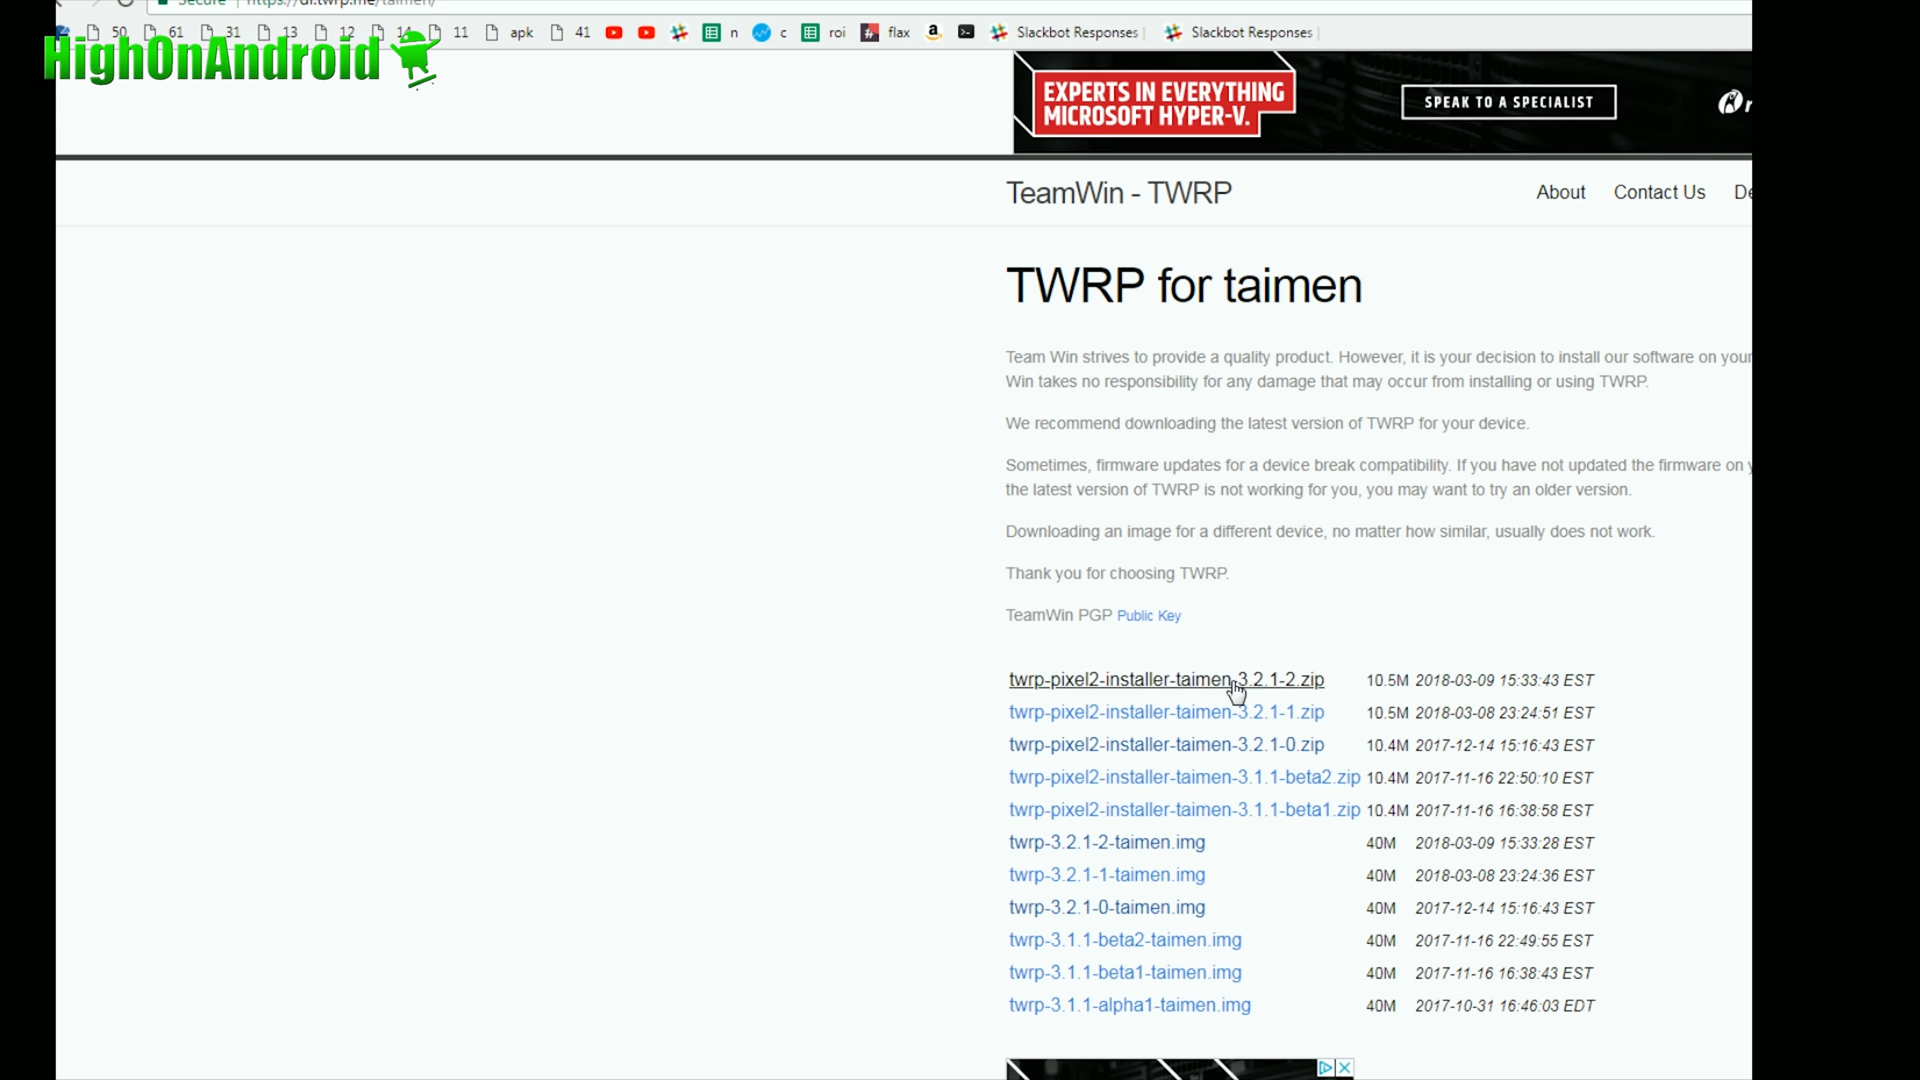 Secure https://dl.twrp.me/taimen/
50 61 31 13 12 14 11 apk 41 n c roi flax Slackbot Responses Slackbot Responses
HighOnAndroid
EXPERTS IN EVERYTHING
MICROSOFT HYPER-V.
SPEAK TO A SPECIALIST
TeamWin - TWRP
About Contact Us De
TWRP for taimen
Team Win strives to provide a quality product. However, it is your decision to install our software on your
Win takes no responsibility for any damage that may occur from installing or using TWRP.
We recommend downloading the latest version of TWRP for your device.
Sometimes, firmware updates for a device break compatibility. If you have not updated the firmware on y
the latest version of TWRP is not working for you, you may want to try an older version.
Downloading an image for a different device, no matter how similar, usually does not work.
Thank you for choosing TWRP.
TeamWin PGP Public Key
twrp-pixel2-installer-taimen-3.2.1-2.zip 10.5M 2018-03-09 15:33:43 EST
twrp-pixel2-installer-taimen-3.2.1-1.zip 10.5M 2018-03-08 23:24:51 EST
twrp-pixel2-installer-taimen-3.2.1-0.zip 10.4M 2017-12-14 15:16:43 EST
twrp-pixel2-installer-taimen-3.1.1-beta2.zip 10.4M 2017-11-16 22:50:10 EST
twrp-pixel2-installer-taimen-3.1.1-beta1.zip 10.4M 2017-11-16 16:38:58 EST
twrp-3.2.1-2-taimen.img 40M 2018-03-09 15:33:28 EST
twrp-3.2.1-1-taimen.img 40M 2018-03-08 23:24:36 EST
twrp-3.2.1-0-taimen.img 40M 2017-12-14 15:16:43 EST
twrp-3.1.1-beta2-taimen.img 40M 2017-11-16 22:49:55 EST
twrp-3.1.1-beta1-taimen.img 40M 2017-11-16 16:38:43 EST
twrp-3.1.1-alpha1-taimen.img 40M 2017-10-31 16:46:03 EDT